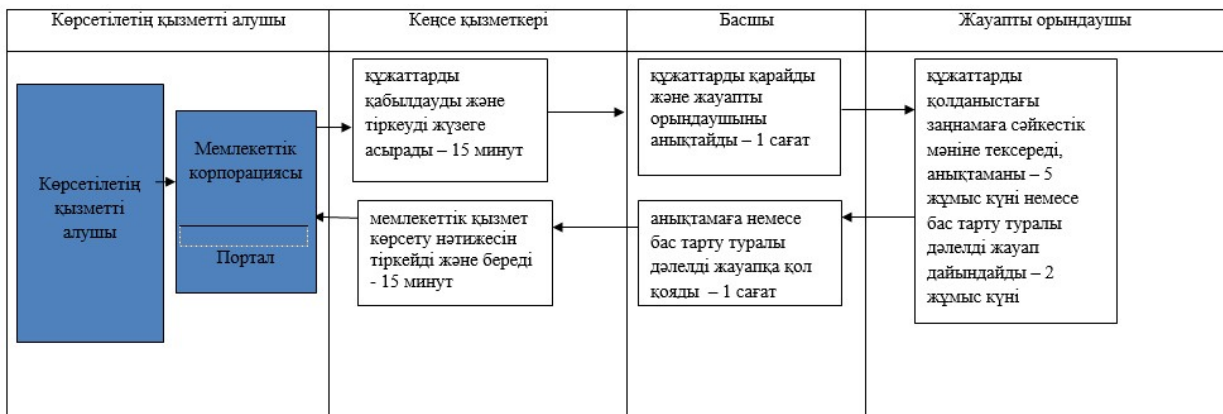 Көрсетілетің қызметті алушы
Кеңсе қызметкері
Басшы
Жауапты орындаушы
Көрсетілетің
қызметті
алушы
Мемлекеттік
корпорациясы
Портал
құжаттарды
қабылдауды және
тіркеуді жүзеге
асырады – 15 минут
құжаттарды қарайды
және жауапты
орындаушыны
анықтайды – 1 сағат
құжаттарды
қолданыстағы
заңнамаға сәйкестік
мәніне тексереді,
анықтаманы – 5
жұмыс күні немесе
бас тарту туралы
дәлелді жауап
дайындайды – 2
жұмыс күні
анықтамаға немесе
бас тарту туралы
дәлелді жауапқа қол
қояды – 1 сағат
мемлекеттік қызмет
көрсету нәтижесін
тіркейді және береді
- 15 минут